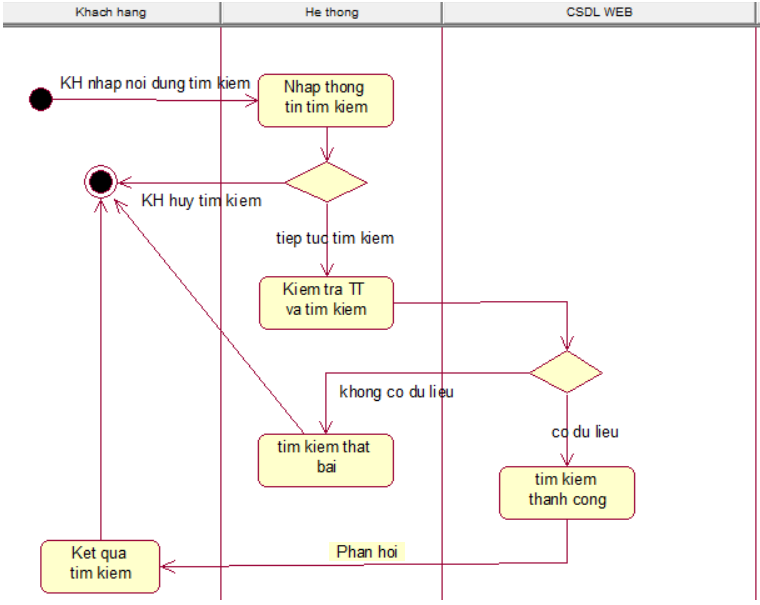 Khach hang
He thong
CSDL WEB
KH nhap noi dung tim kiem
Nhap thong
tin tim kiem
KH huy tim kiem
tiep tuc tim kiem
Kiem tra TT
va tim kiem
khong co du lieu
co du lieu
tim kiem that
bai
tim kiem
thanh cong
Phan hoi
Ket qua
tim kiem